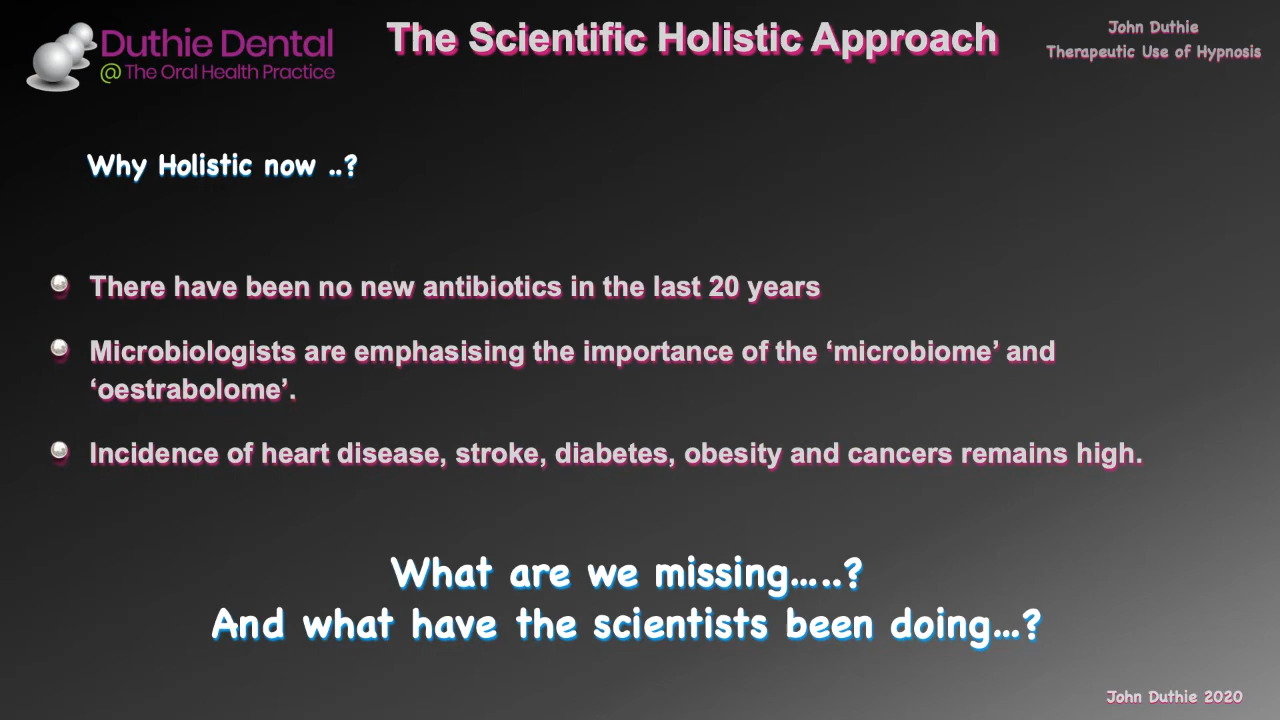 Duthie Dental
@ The Oral Health Practice
The Scientific Holistic Approach
John Duthie
Therapeutic Use of Hypnosis
Why Holistic now ..?
There have been no new antibiotics in the last 20 years
Microbiologists are emphasising the importance of the ‘microbiome’ and
‘oestrabolome’.
Incidence of heart disease, stroke, diabetes, obesity and cancers remains high.
What are we missing…..?
And what have the scientists been doing…?
John Duthie 2020